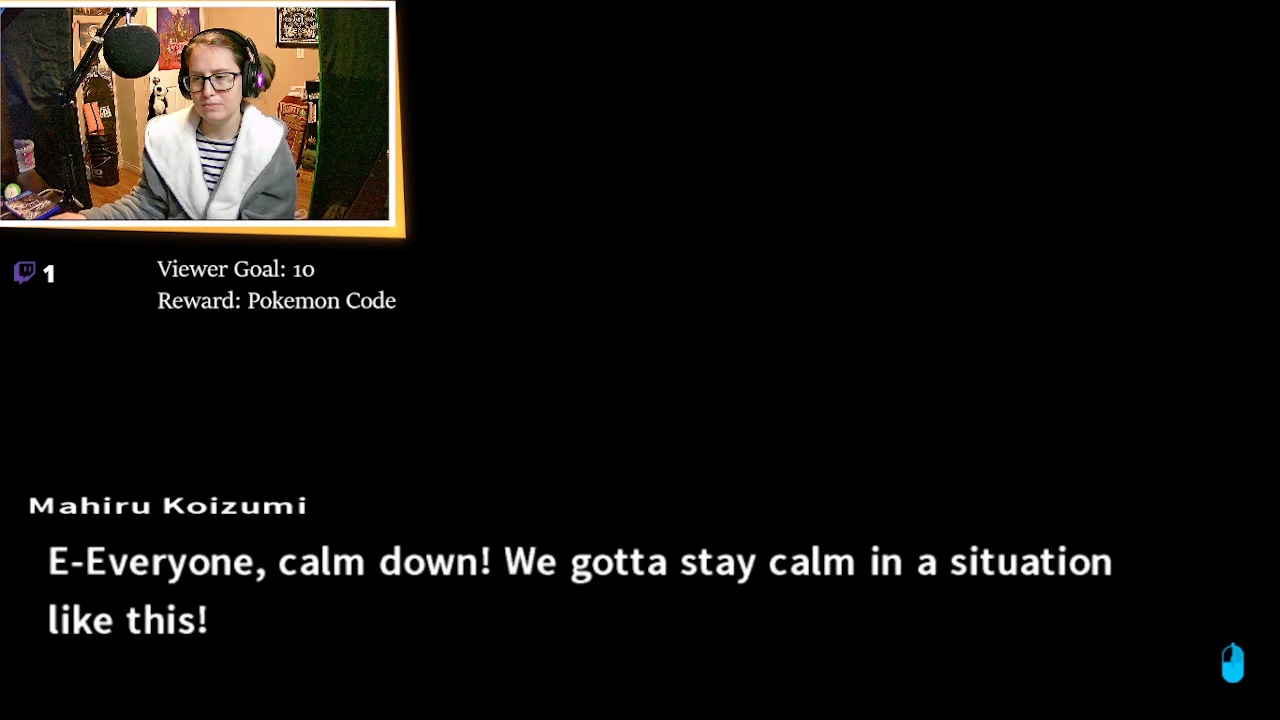 1
Viewer Goal: 10
Reward: Pokemon Code
Mahiru Koizumi
E-Everyone, calm down! We gotta stay calm in a situation
like this!